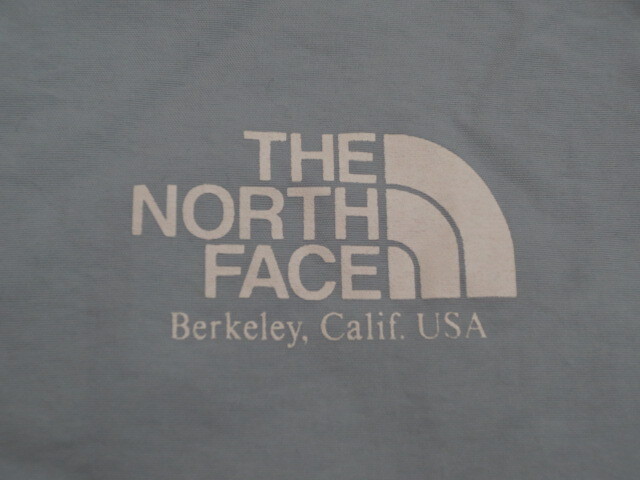 THE
NORTH
FACE
Berkeley, Calif. USA